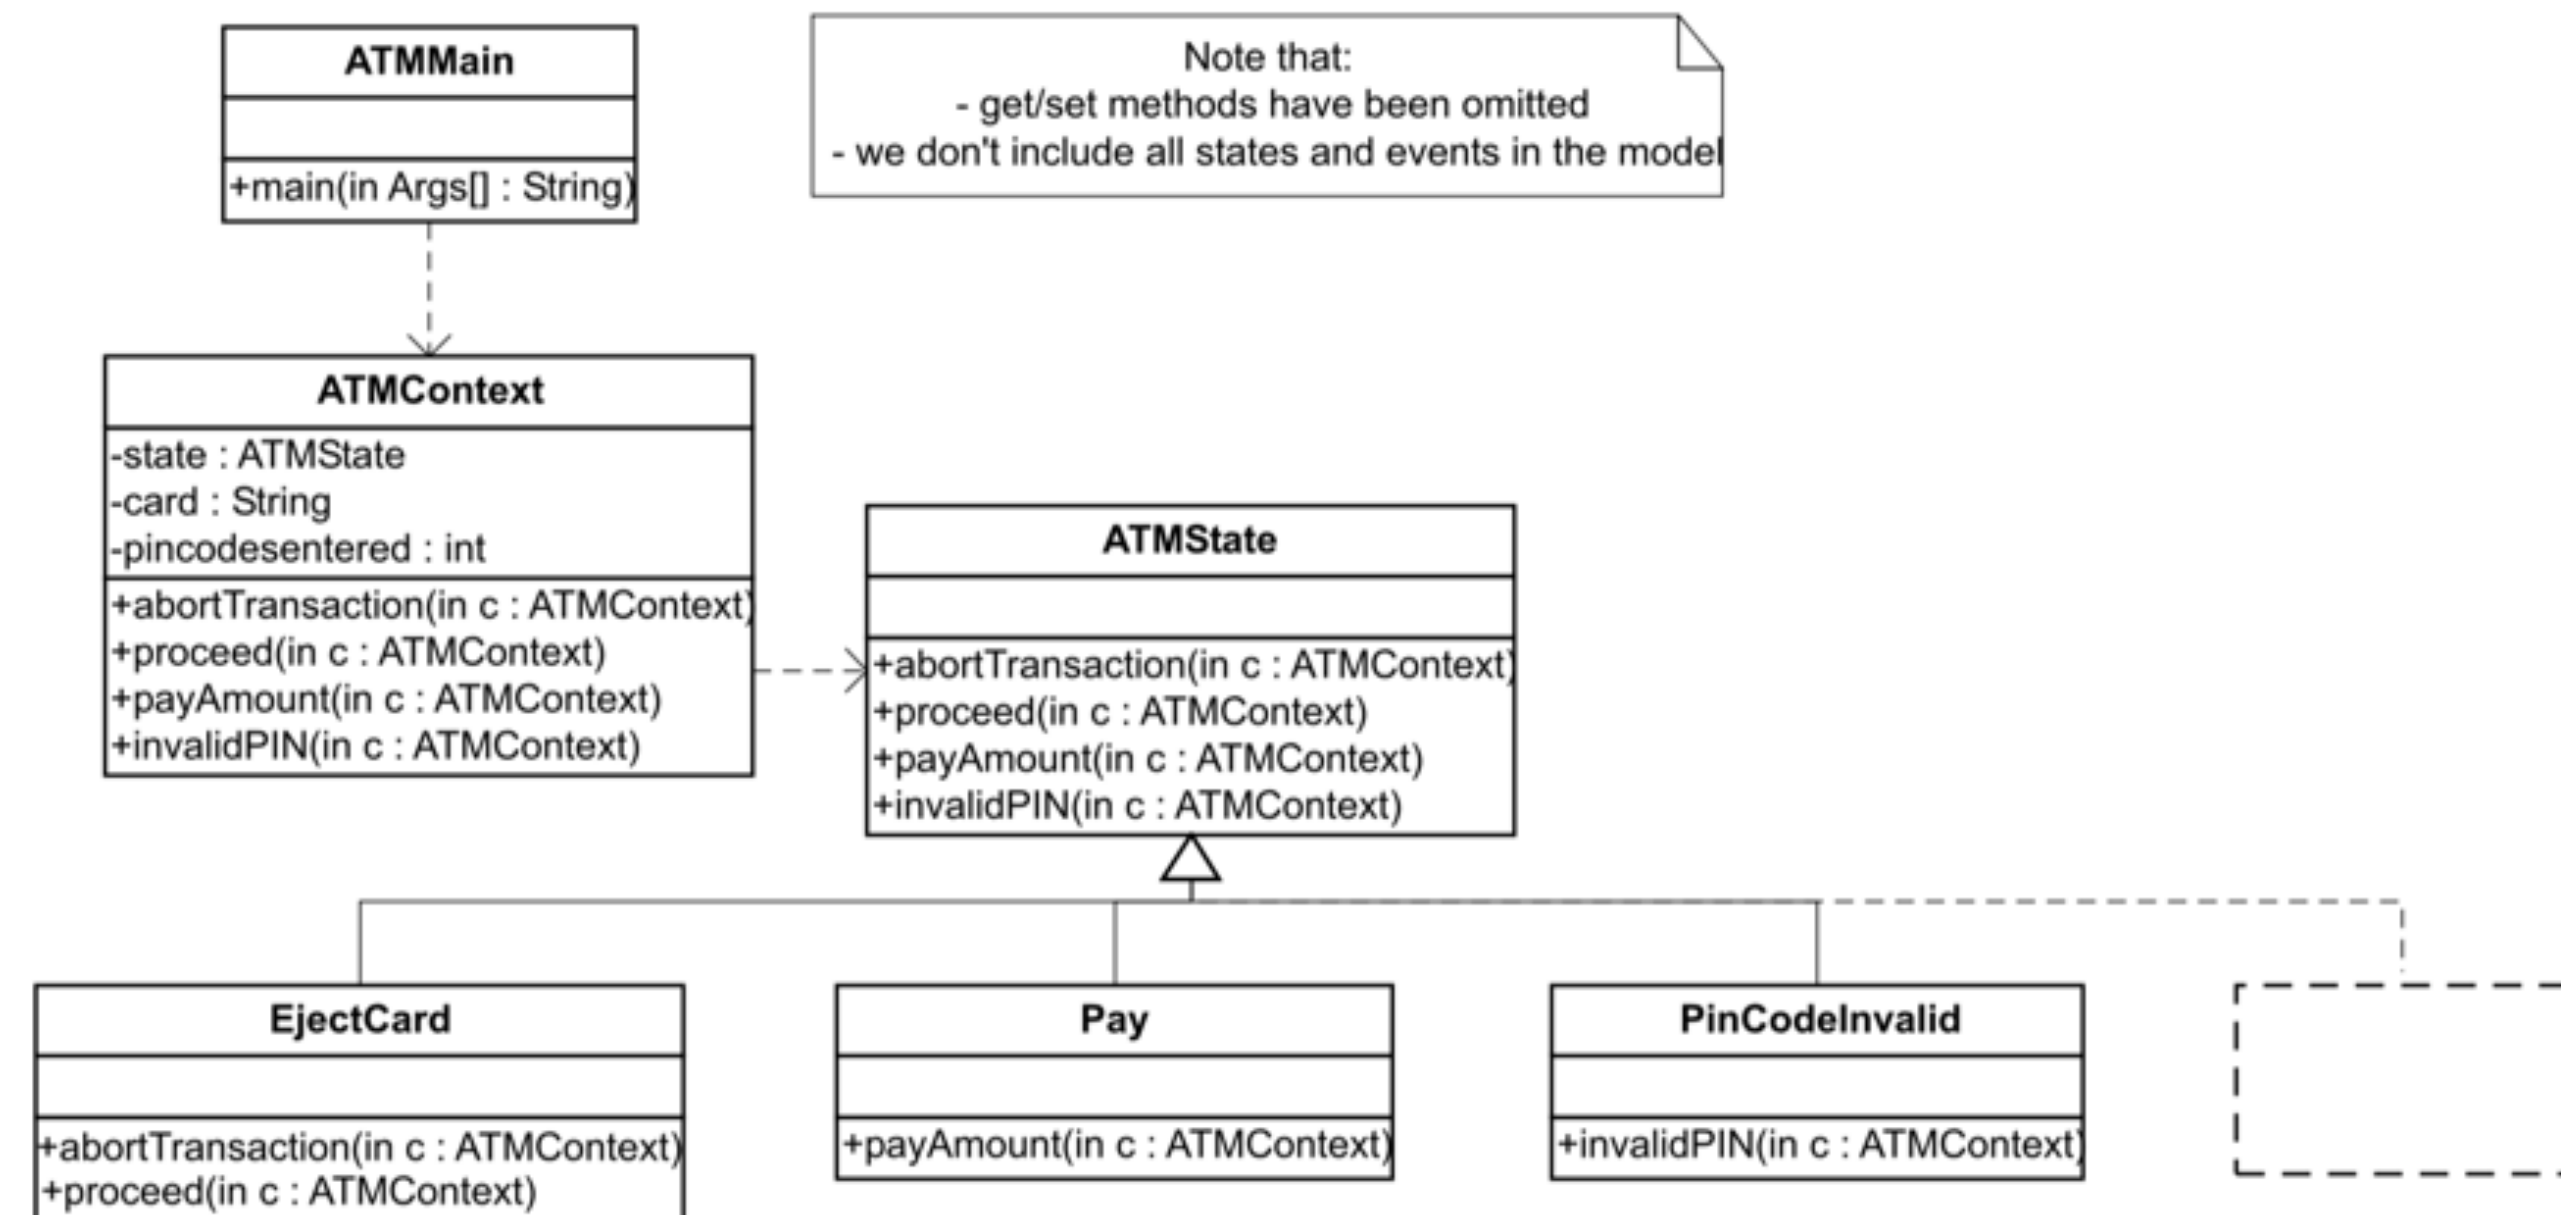 ATMMain
+main(in Args[] : String)
Note that:
- get/set methods have been omitted
- we don't include all states and events in the model
ATMContext
-state : ATMState
-card : String
-pincodesentered : int
+abortTransaction(in c : ATMContext)
+proceed(in c : ATMContext)
+payAmount(in c : ATMContext)
+invalidPIN(in c : ATMContext)
ATMState
+abortTransaction(in c : ATMContext)
+proceed(in c : ATMContext)
+payAmount(in c : ATMContext)
+invalidPIN(in c : ATMContext)
EjectCard
+abortTransaction(in c : ATMContext)
+proceed(in c : ATMContext)
Pay
+payAmount(in c : ATMContext)
PinCodeInvalid
+invalidPIN(in c : ATMContext)